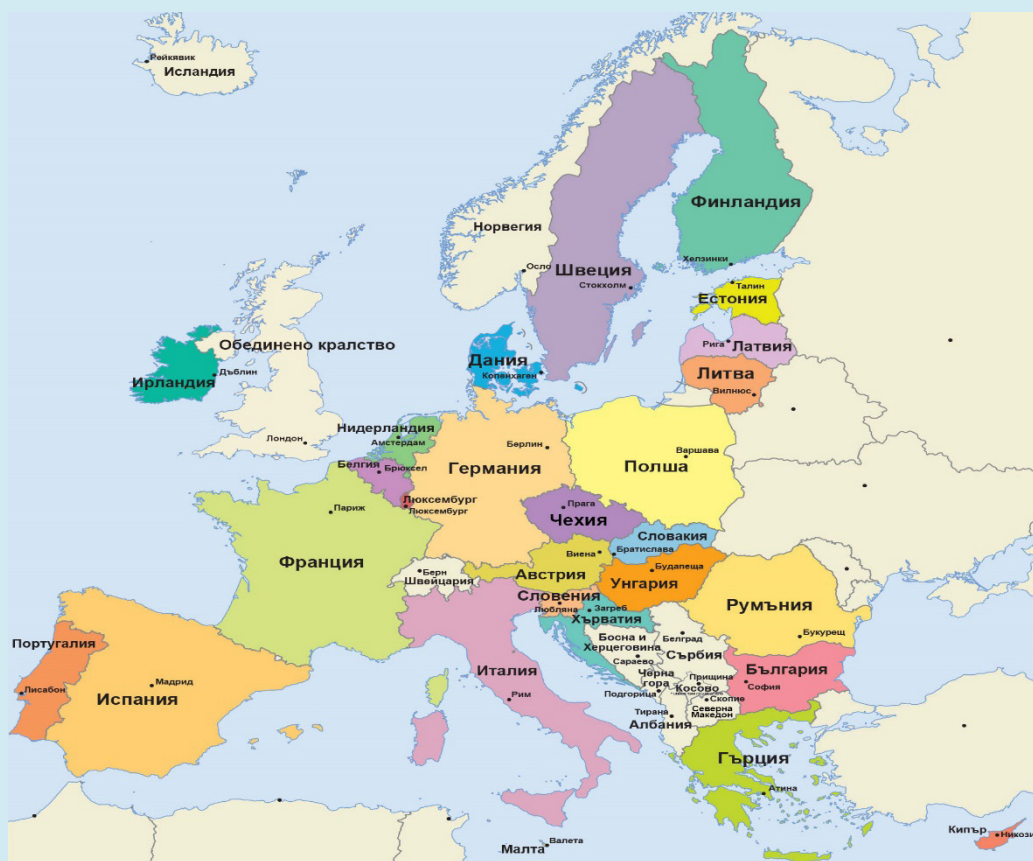 Рейкявик
Исландия
Финландия
Норвегия
Хелзинки
Осло
Швеция
Стокхолм
Талин
Естония
Рига
Латвия
Обединено кралство
Дания
Копенхаген
Литва
Вилнюс
Ирландия
Дъблин
Нидерландия
Амстердам
Лондон
Берлин
Варшава
Белгия
Брюксел
Германия
Полша
Люксембург
Люксембург
Париж
Прага
Чехия
Словакия
Братислава
Виена
Франция
Берн
Швейцария
Австрия
Будапеща
Унгария
Словения
Любляна
Загреб
Хърватия
Румъния
Букурещ
Португалия
Босна и
Херцеговина
Сараево
Белград
Сърбия
Лисабон
Мадрид
Испания
Италия
Рим
Черна
гора
Подгорица
Прищина
Косово
България
София
Скопие
Северна
Македон
Тирана
Албания
Гърция
Атина
Кипър
Никози
Валета
Малта